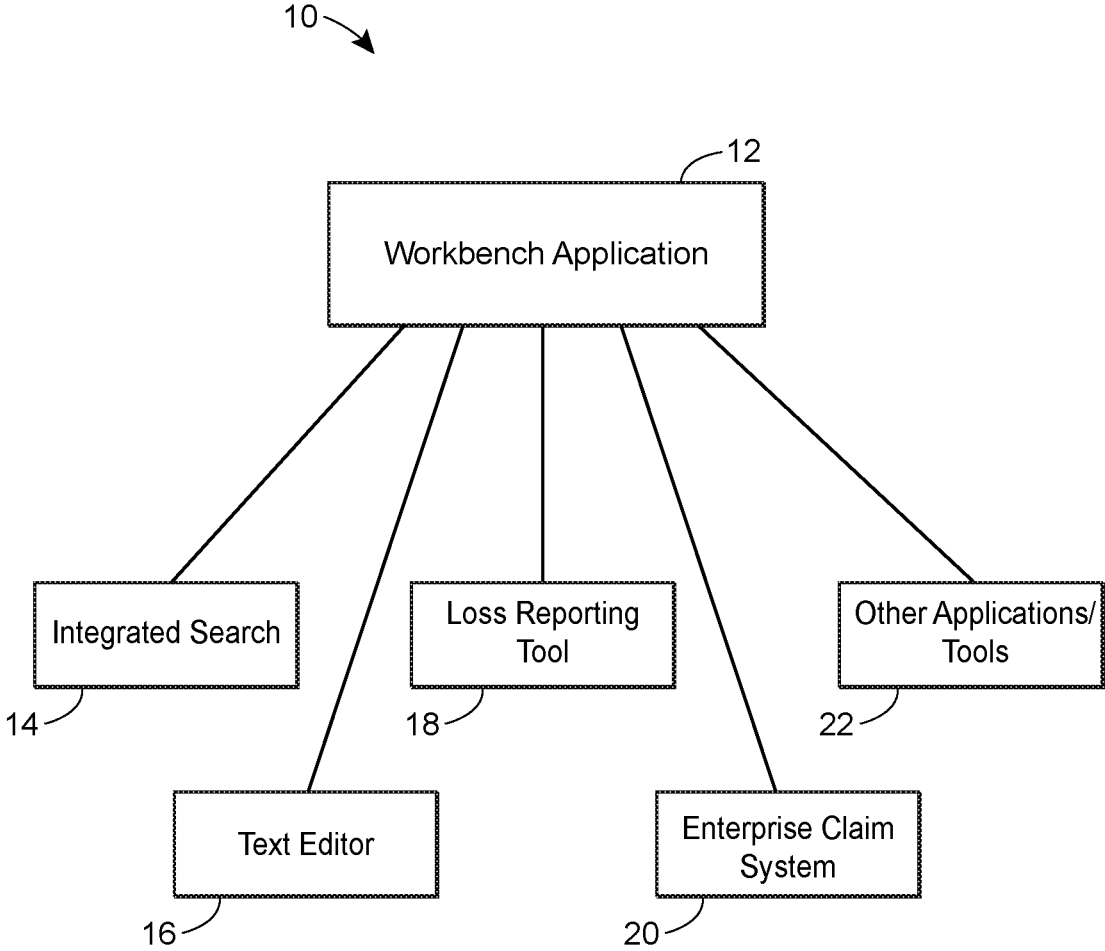 10
12
Workbench Application
Integrated Search
14
Loss Reporting
Tool
18
Other Applications/
Tools
22
Text Editor
16
Enterprise Claim
System
20